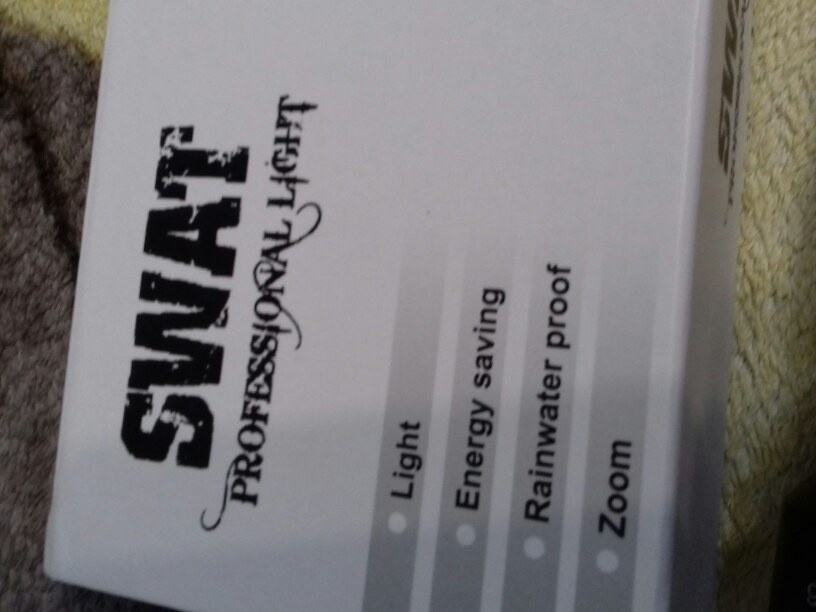 SWAT
PROFESSIONAL LIGHT
• Light
• Energy saving
• Rainwater proof
• Zoom